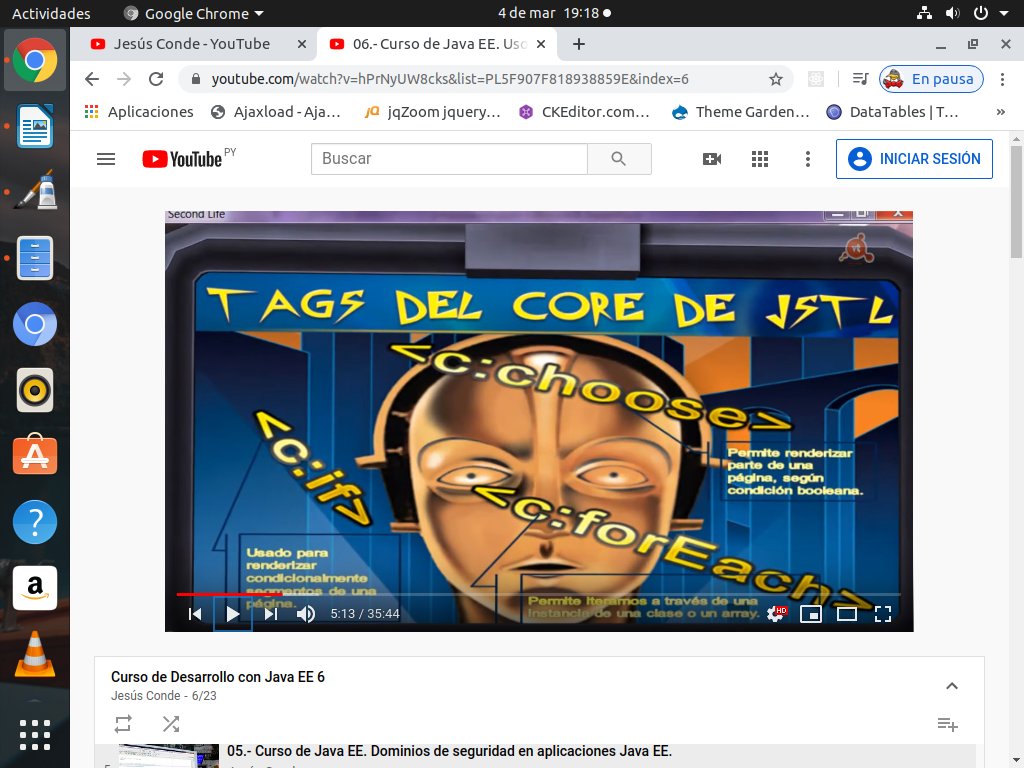 Actividades
Google Chrome
4 de mar 19:18
Jesús Conde - YouTube
06.- Curso de Java EE. Uso
youtube.com/watch?v=hPrNyUW8cks&list=PL5F907F818938859E&index=6
En pausa
Aplicaciones
Ajaxload - Aja...
jQ
jqZoom jquery...
CKEditor.com...
Theme Garden...
DataTables | T...
»
YouTube PY
Buscar
INICIAR SESIÓN
Second Life
vt
TAGS DEL CORE DE JSTL
<c:choose>
Permite renderizar
parte de una
página, según
condición booleana.
<c:if>
<c:forEach>
Usado para
renderizar
condicionalmente
segmentos de una
página.
Permite iterarnos a través de una
instancia de una clase o un array.
5:13 / 35:44
HD
Curso de Desarrollo con Java EE 6
Jesús Conde - 6/23
05.- Curso de Java EE. Dominios de seguridad en aplicaciones Java EE.